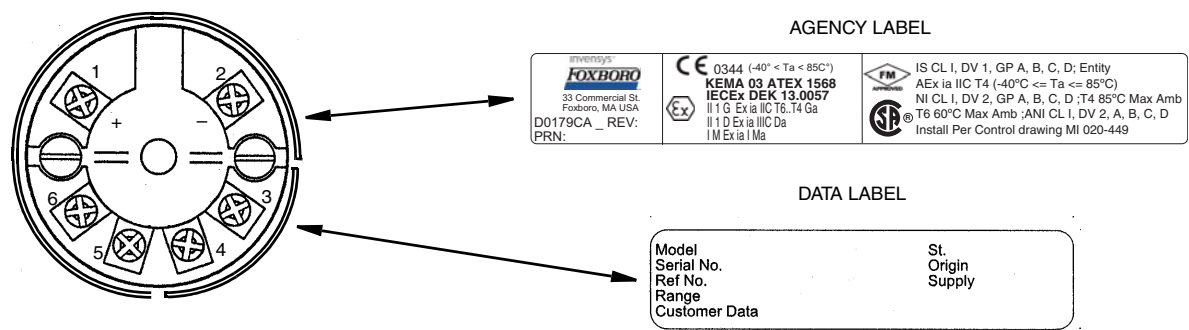 AGENCY LABEL
invensys
FOXBORO
33 Commercial St.
Foxboro, MA USA
D0179CA _ REV:
PRN:
CE 0344 (-40° < Ta < 85C°)
KEMA 03 ATEX 1568
IECEx DEK 13.0057
Ex
II 1 G Ex ia IIC T6..T4 Ga
II 1 D Ex ia IIIC Da
I M Ex ia I Ma
FM
APPROVED
SA ®
IS CL I, DV 1, GP A, B, C, D; Entity
AEx ia IIC T4 (-40°C <= Ta <= 85°C)
NI CL I, DV 2, GP A, B, C, D ;T4 85°C Max Amb
T6 60°C Max Amb ;ANI CL I, DV 2, A, B, C, D
Install Per Control drawing MI 020-449
1
2
+
−
6
3
5
4
DATA LABEL
Model
Serial No.
Ref No.
Range
Customer Data
St.
Origin
Supply